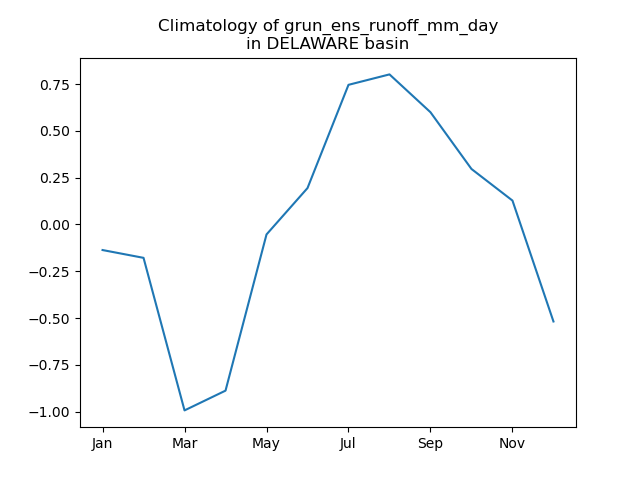 Climatology of grun_ens_runoff_mm_day
in DELAWARE basin
0.75
0.50
0.25
0.00
−0.25
−0.50
−0.75
−1.00
Jan Mar May Jul Sep Nov